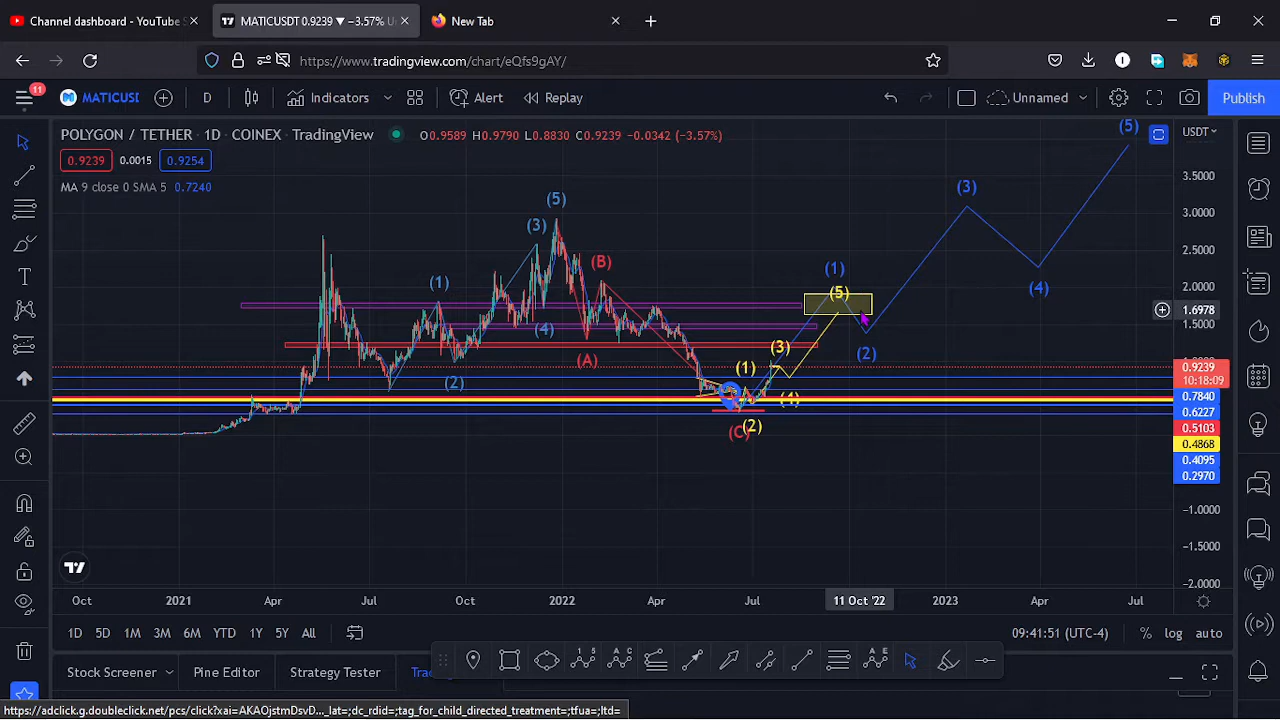 Channel dashboard - YouTube S
MATICUSDT 0.9239 ▼ −3.57% U
New Tab
https://www.tradingview.com/chart/eQfs9gAY/
11
MATICUSI
D
Indicators
Alert
Replay
Unnamed
Publish
POLYGON / TETHER · 1D · COINEX · TradingView
O0.9589 H0.9790 L0.8830 C0.9239 −0.0342 (−3.57%)
USDT
0.9239
0.0015
0.9254
MA 9 close 0 SMA 5 0.7240
(5)
(3)
(5)
(3)
(B)
(1)
(1)
(5)
(4)
(2)
(A)
(3)
(1)
(2)
(4)
(4)
(C)
(2)
3.5000
3.0000
2.5000
2.0000
1.6978
1.5000
0.9239
10:18:09
0.7840
0.6227
0.5103
0.4868
0.4095
0.2970
−1.0000
−1.5000
−2.0000
Oct
2021
Apr
Jul
Oct
2022
Apr
Jul
11 Oct '22
2023
Apr
Jul
1D
5D
1M
3M
6M
YTD
1Y
5Y
All
09:41:51 (UTC-4)
%
log
auto
Stock Screener
Pine Editor
Strategy Tester
https://adclick.g.doubleclick.net/pcs/click?xai=AKAOjstmDsvD..._lat=;dc_rdid=;tag_for_child_directed_treatment=;tfua=;ltd=